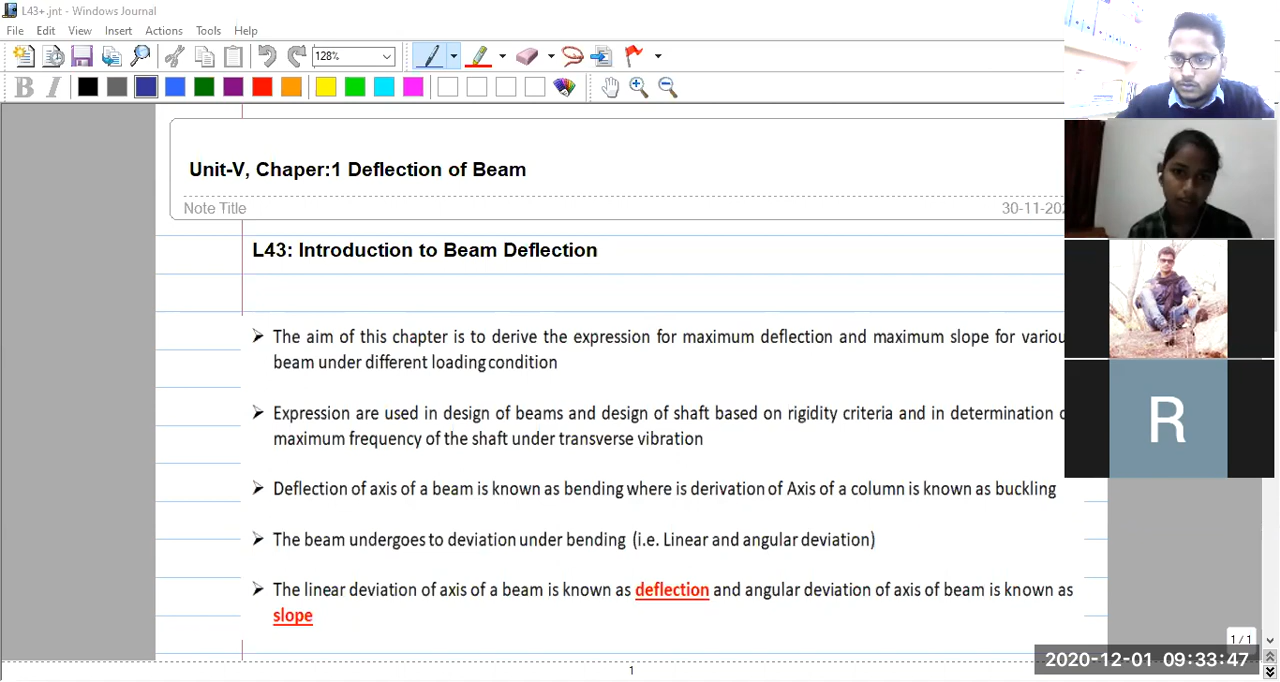 L43+.jnt - Windows Journal
File Edit View Insert Actions Tools Help
128%
B I
Unit-V, Chaper:1 Deflection of Beam
Note Title
30-11-202
L43: Introduction to Beam Deflection
The aim of this chapter is to derive the expression for maximum deflection and maximum slope for variou
beam under different loading condition
Expression are used in design of beams and design of shaft based on rigidity criteria and in determination
maximum frequency of the shaft under transverse vibration
Deflection of axis of a beam is known as bending where is derivation of Axis of a column is known as buckling
The beam undergoes to deviation under bending (i.e. Linear and angular deviation)
The linear deviation of axis of a beam is known as deflection and angular deviation of axis of beam is known as
slope
R
1 / 1
2020-12-01 09:33:47
1